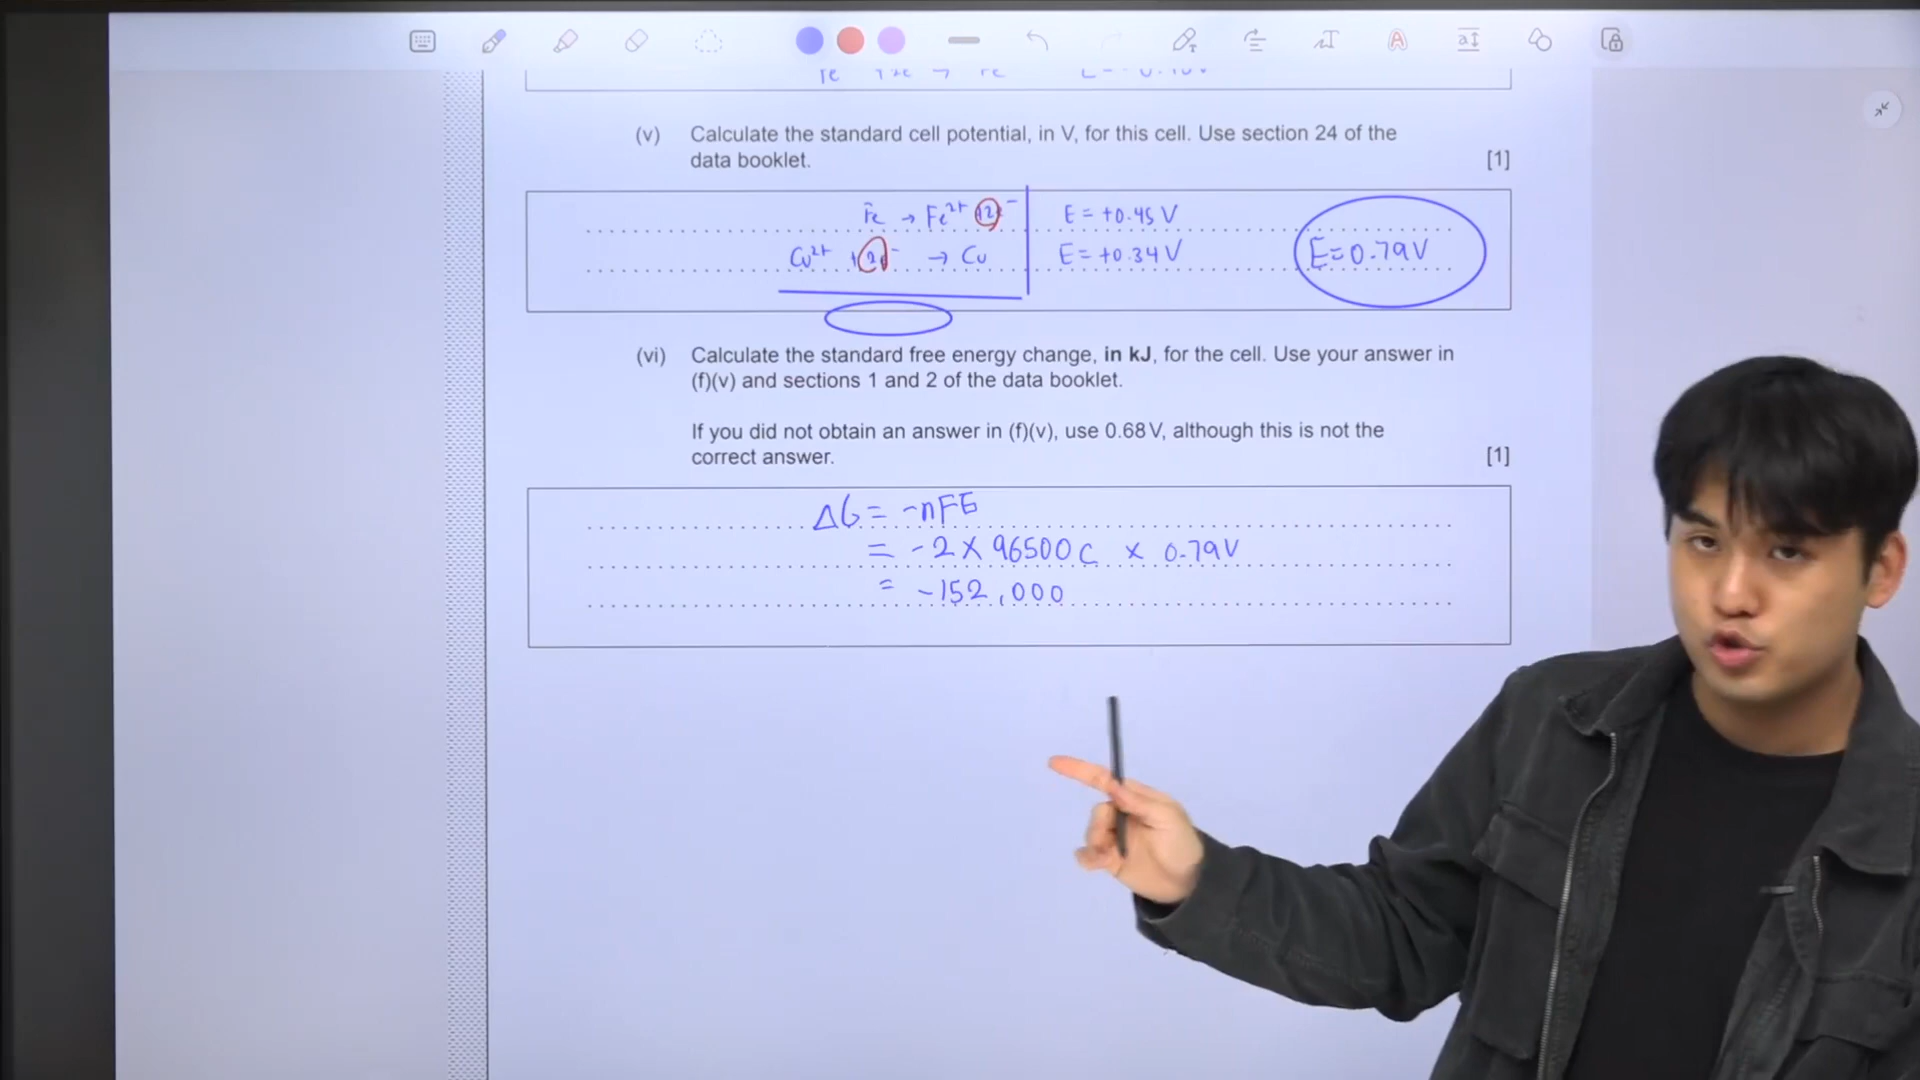 (v) Calculate the standard cell potential, in V, for this cell. Use section 24 of the
data booklet. [1]
Fe → Fe²⁺ +2e⁻ E = +0.45 V
Cu²⁺ +2e⁻ → Cu E = +0.34 V
E = 0.79V
(vi) Calculate the standard free energy change, in kJ, for the cell. Use your answer in
(f)(v) and sections 1 and 2 of the data booklet.
If you did not obtain an answer in (f)(v), use 0.68 V, although this is not the
correct answer. [1]
ΔG = -nFE
= -2 × 96500 C × 0.79V
= -152,000